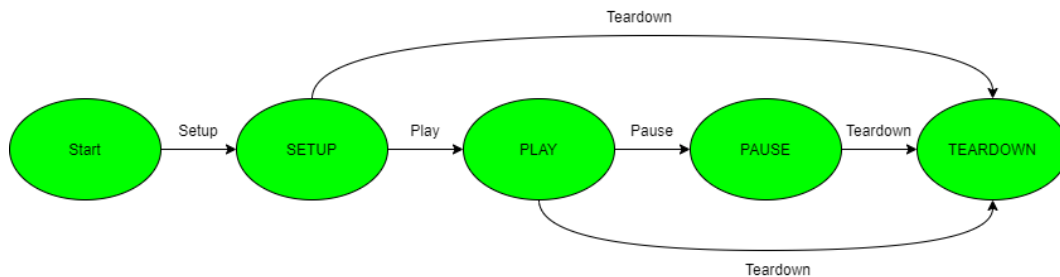 Teardown
Setup
Play
Pause
Teardown
Start
SETUP
PLAY
PAUSE
TEARDOWN
Teardown